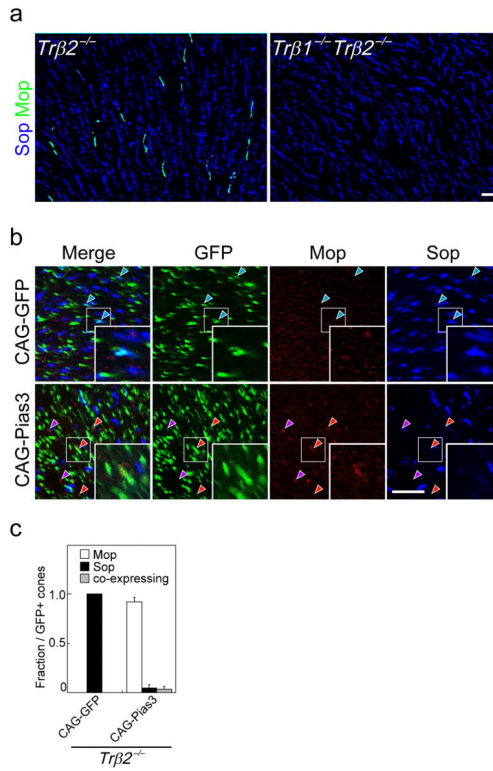 a
Trβ2−/−
Trβ1−/−Trβ2−/−
Sop Mop
b
Merge GFP Mop Sop
CAG-GFP
CAG-Pias3
c
Mop
Sop
co-expressing
Fraction / GFP+ cones
1.0
0.5
0
CAG-GFP
CAG-Pias3
Trβ2−/−